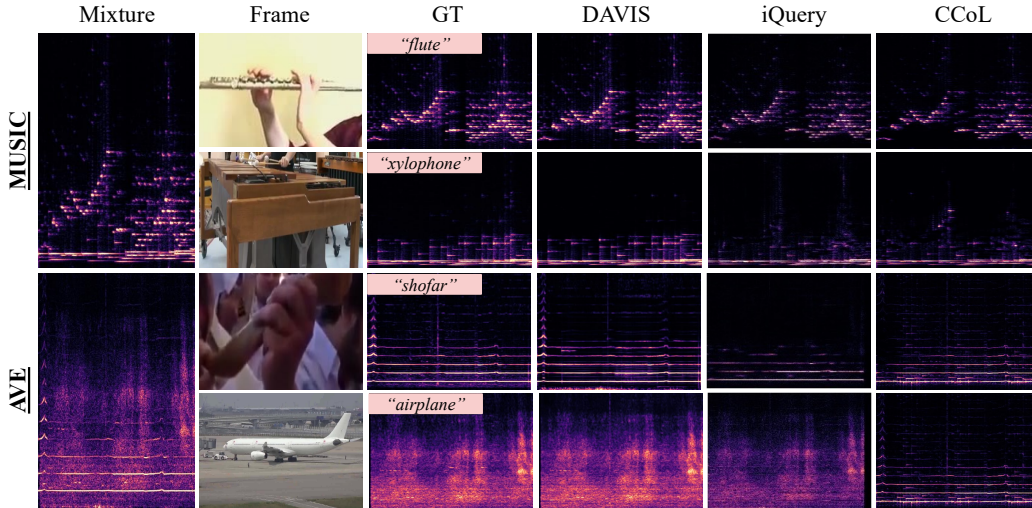 Mixture Frame GT DAVIS iQuery CCoL
MUSIC
“flute”
“xylophone”
AVE
“shofar”
“airplane”